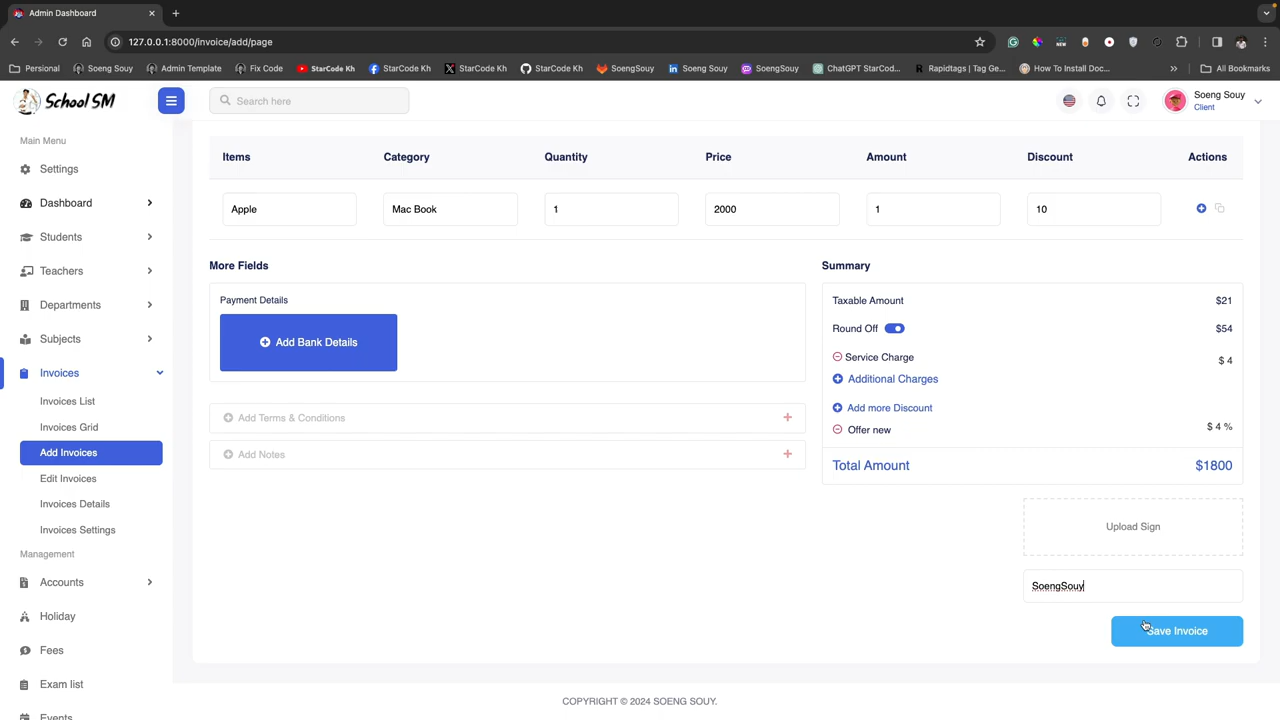 Admin Dashboard
127.0.0.1:8000/invoice/add/page
Personal
Soeng Souy
Admin Template
Fix Code
StarCode Kh
StarCode Kh
StarCode Kh
StarCode Kh
SoengSouy
Soeng Souy
SoengSouy
ChatGPT StarCod...
Rapidtags | Tag Ge...
How To Install Doc...
All Bookmarks
School SM
Search here
Soeng Souy
Client
Main Menu
Settings
Dashboard
Students
Teachers
Departments
Subjects
Invoices
Invoices List
Invoices Grid
Add Invoices
Edit Invoices
Invoices Details
Invoices Settings
Management
Accounts
Holiday
Fees
Exam list
Events
Items Category Quantity Price Amount Discount Actions
Apple Mac Book 1 2000 1 10
More Fields
Payment Details
Add Bank Details
Add Terms & Conditions
Add Notes
Summary
Taxable Amount $21
Round Off $54
Service Charge $ 4
Additional Charges
Add more Discount
Offer new $ 4 %
Total Amount $1800
Upload Sign
SoengSouy
Save Invoice
COPYRIGHT © 2024 SOENG SOUY.